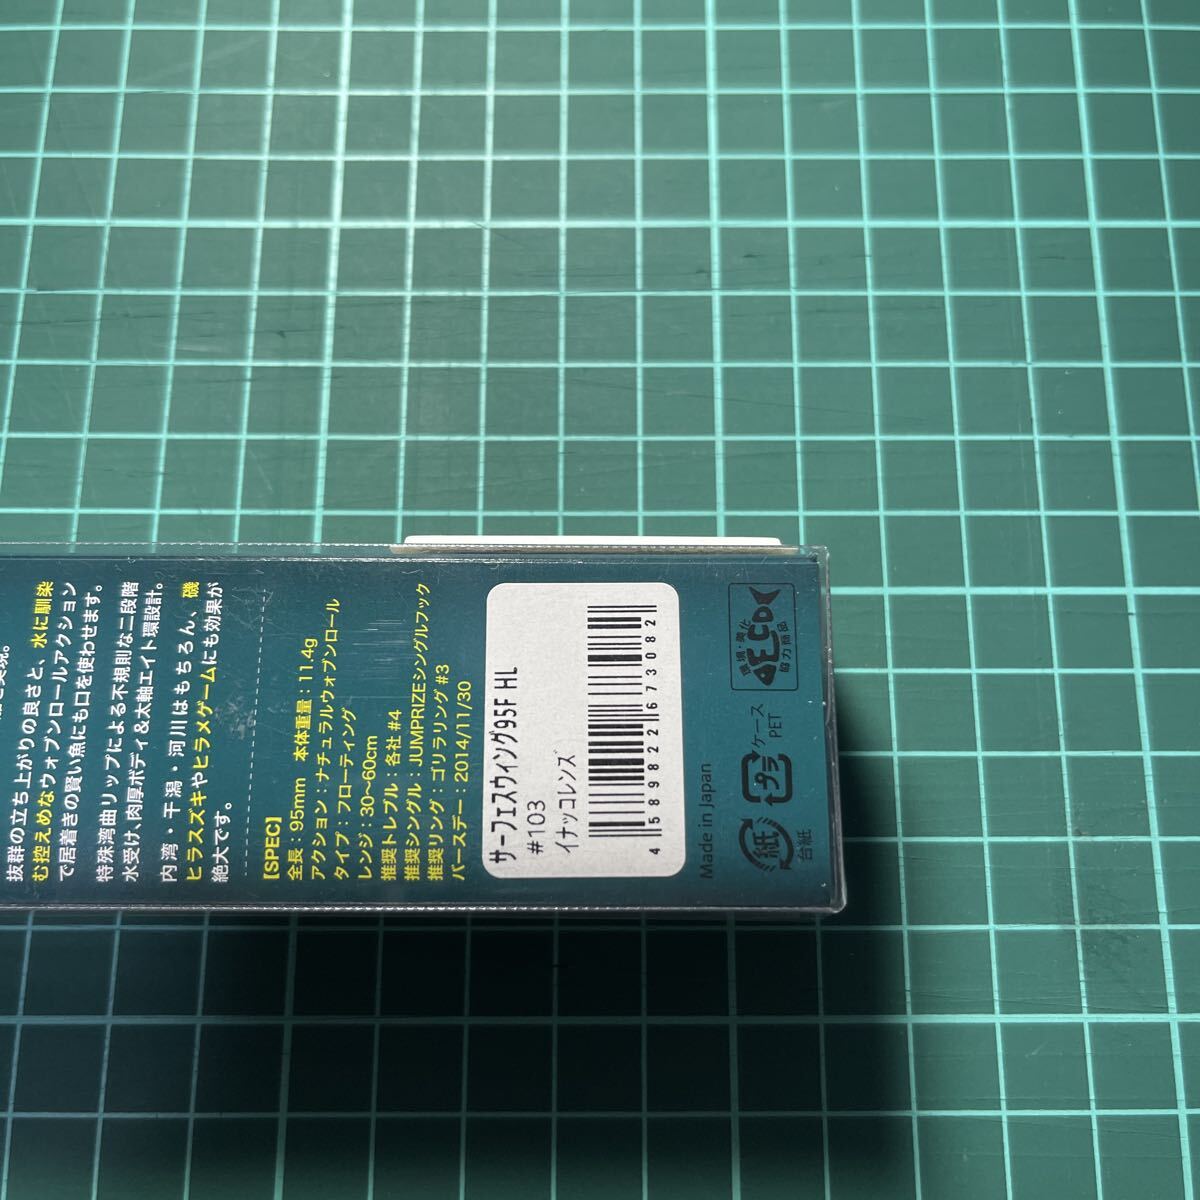 抜群の立ち上がりの良さと、水に馴染
む控えめなウォブンロールアクション
で居着きの賢い魚にも口を使わせます。
特殊湾曲リップによる不規則な二段階
水受け、肉厚ボディ&太軸エイト環設計。
内湾・干潟・河川はもちろん、磯
ヒラスズキやヒラメゲームにも効果が
絶大です。
【SPEC】
全長：95mm 本体重量：11.4g
アクション：ナチュラルウォブンロール
タイプ：フローティング
レンジ：30〜60cm
推奨トレブル：各社 #4
推奨シングル：JUMPRIZEシングルフック
推奨リング：ゴリラリング #3
バースデー：2014/11/30
サーフェスウィング95F HL
#103
イナッコレンズ
4 589822 673082
Made in Japan
紙
台紙
プラ
ケース
PET
環境・美化
ECO
協力商品